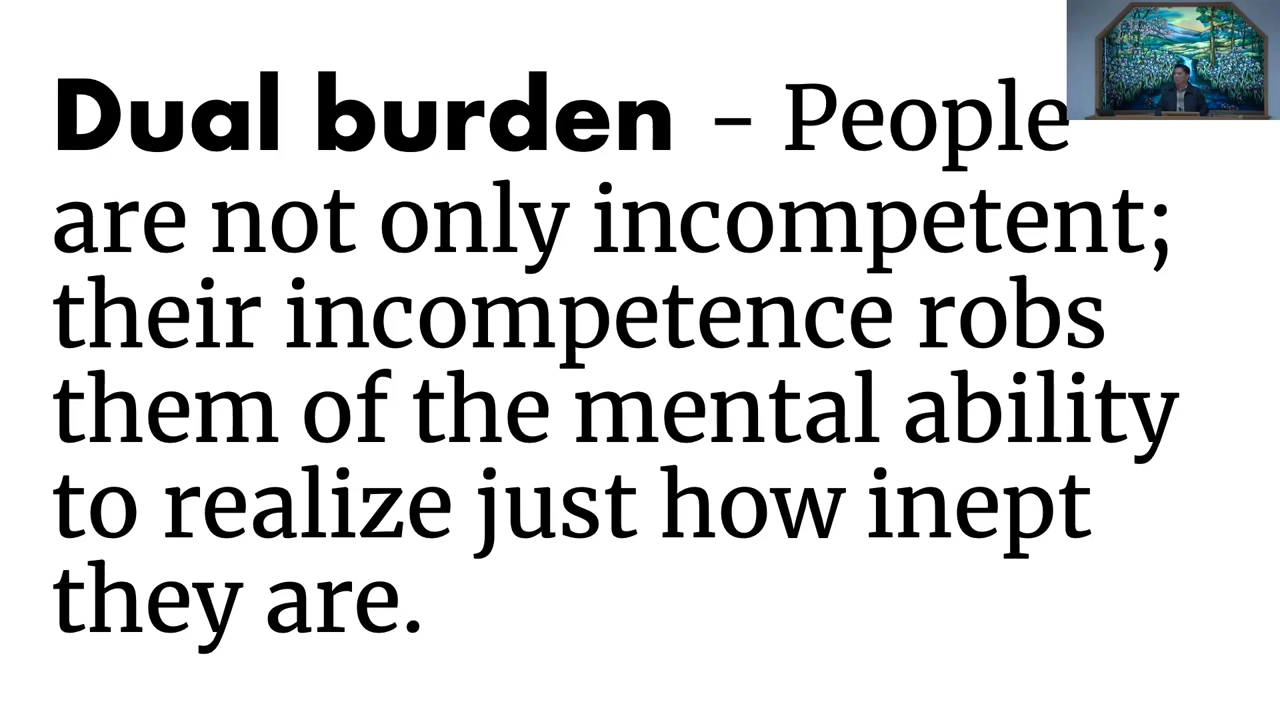 Dual burden - People
are not only incompetent;
their incompetence robs
them of the mental ability
to realize just how inept
they are.